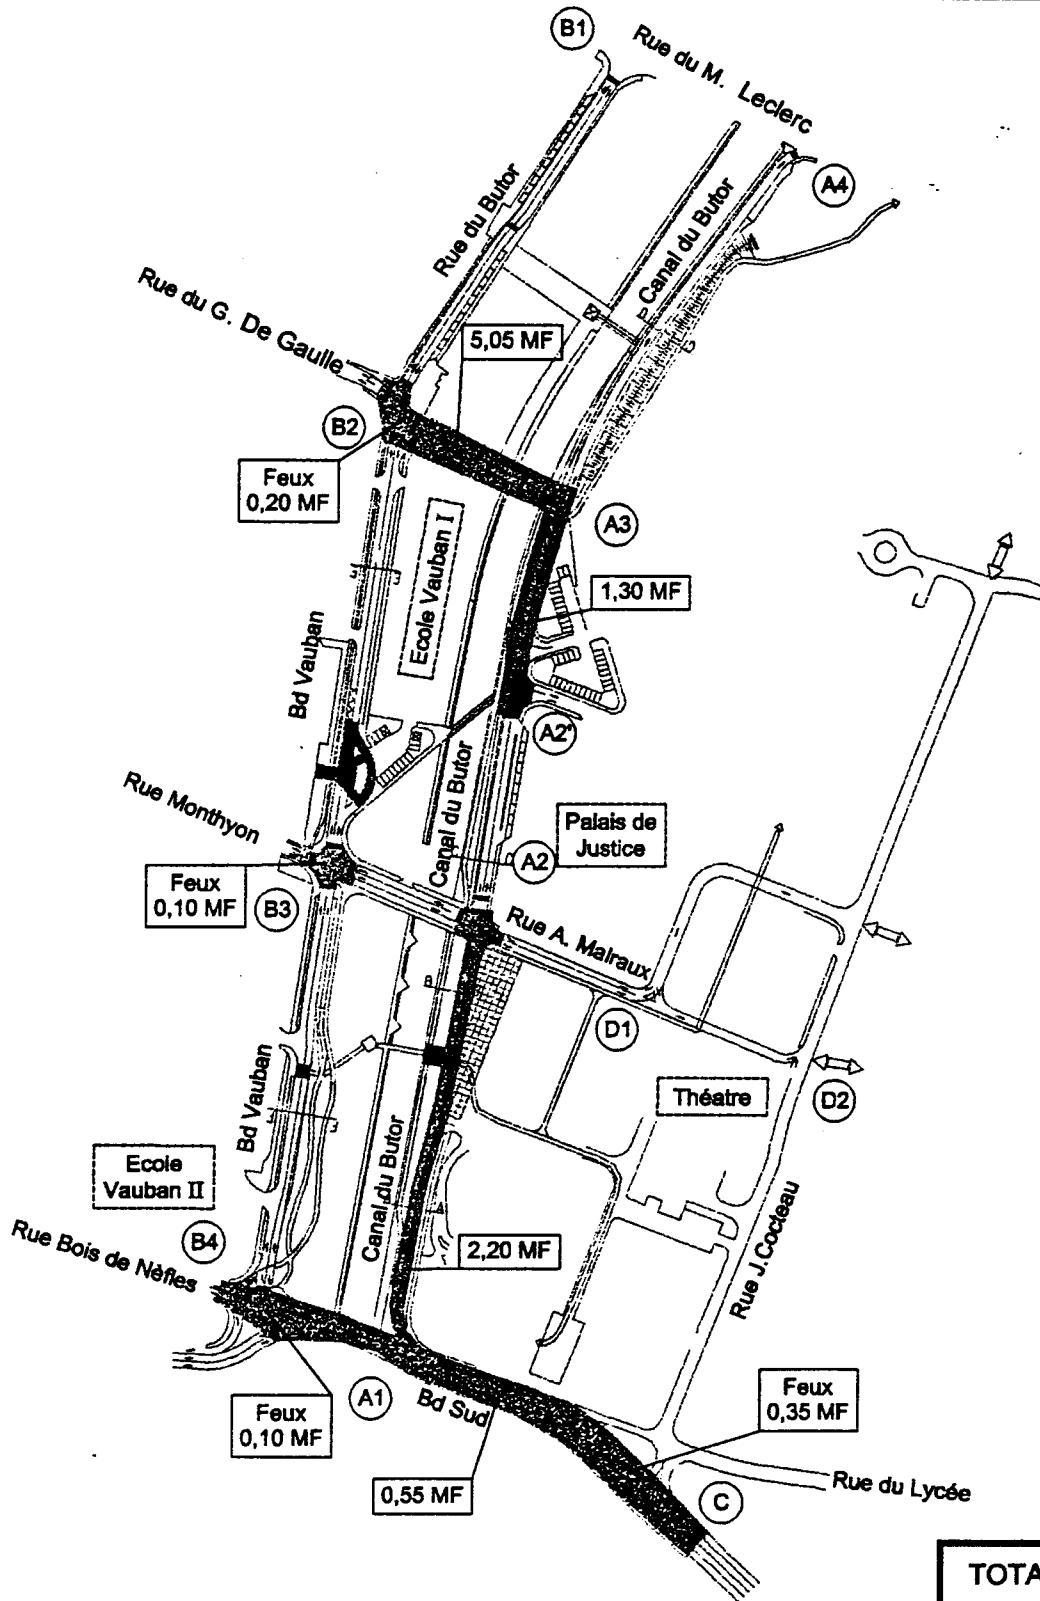 B1
Rue du M. Leclerc
A4
Rue du Butor
Canal du Butor
Rue du G. De Gaulle
5,05 MF
B2
Feux
0,20 MF
A3
Ecole Vauban I
1,30 MF
Bd Vauban
A2'
Rue Monthyon
Canal du Butor
Palais de
Justice
A2
Feux
0,10 MF
B3
Rue A. Malraux
D1
Bd Vauban
Théatre
D2
Ecole
Vauban II
Canal du Butor
B4
Rue Bois de Nèfles
2,20 MF
Rue J.Cocteau
A1
Bd Sud
Feux
0,10 MF
Feux
0,35 MF
0,55 MF
C
Rue du Lycée
TOTA